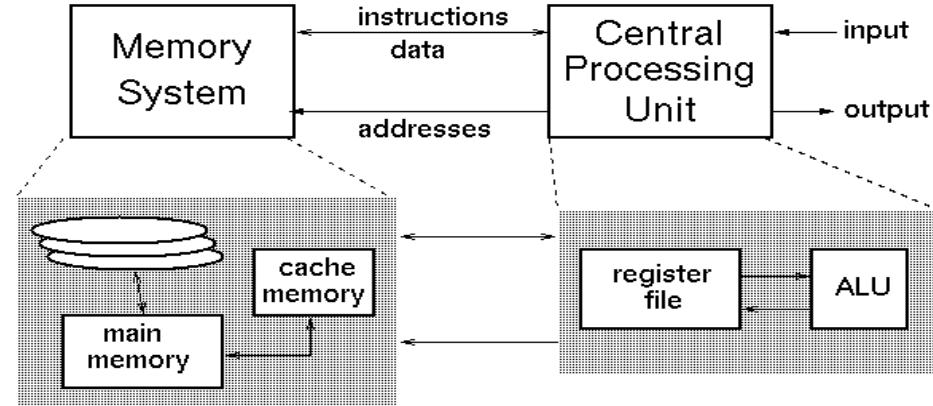 Memory
System
instructions
data
addresses
Central
Processing
Unit
input
output
cache
memory
main
memory
register
file
ALU